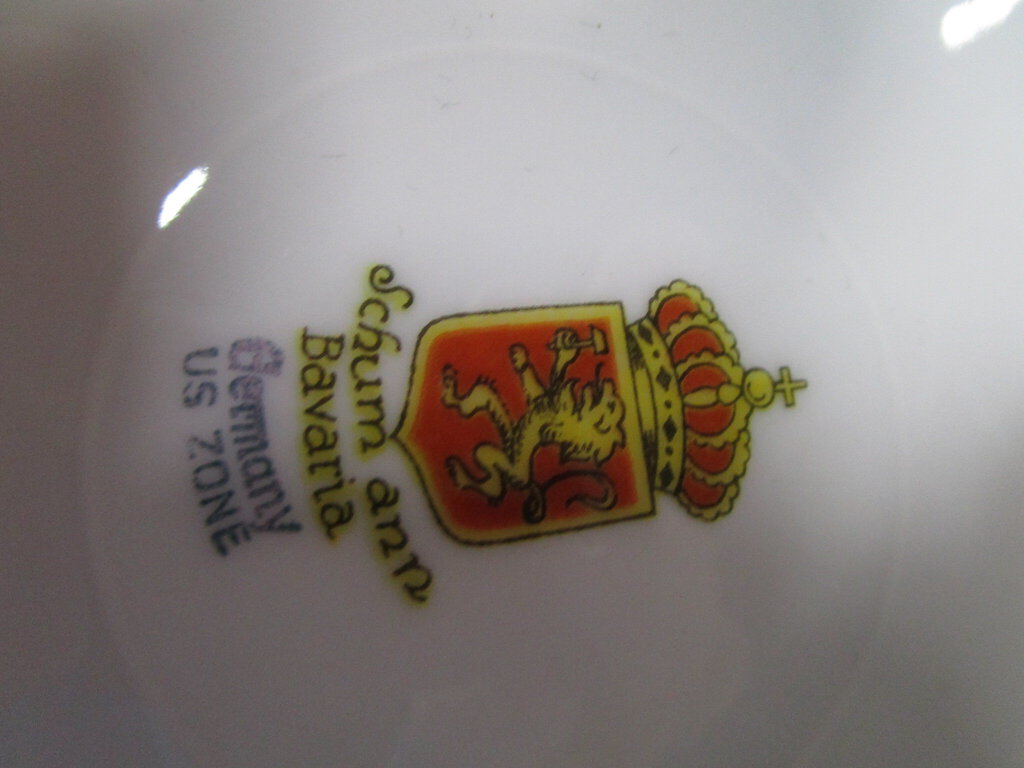 Schumann
Bavaria
Germany
US ZONE